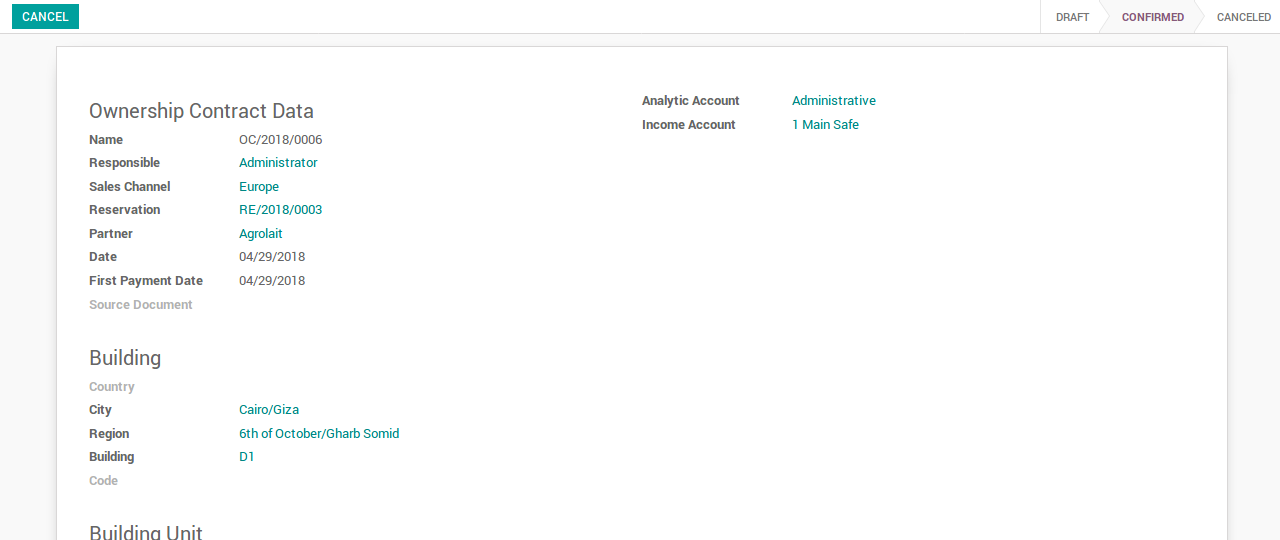 CANCEL
DRAFT CONFIRMED CANCELED
Ownership Contract Data
Name OC/2018/0006
Responsible Administrator
Sales Channel Europe
Reservation RE/2018/0003
Partner Agrolait
Date 04/29/2018
First Payment Date 04/29/2018
Source Document
Analytic Account Administrative
Income Account 1 Main Safe
Building
Country
City Cairo/Giza
Region 6th of October/Gharb Somid
Building D1
Code
Building Unit